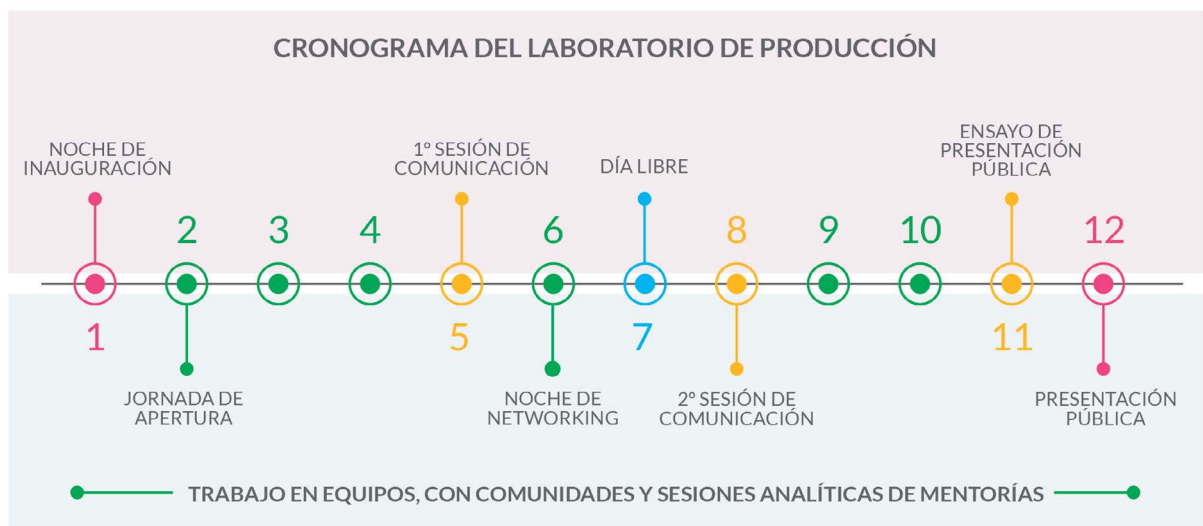 CRONOGRAMA DEL LABORATORIO DE PRODUCCIÓN
NOCHE DE
INAUGURACIÓN
1º SESIÓN DE
COMUNICACIÓN
DÍA LIBRE
ENSAYO DE
PRESENTACIÓN
PÚBLICA
2 3 4 6 8 9 10 12
1 5 7 11
JORNADA DE
APERTURA
NOCHE DE
NETWORKING
2º SESIÓN DE
COMUNICACIÓN
PRESENTACIÓN
PÚBLICA
TRABAJO EN EQUIPOS, CON COMUNIDADES Y SESIONES ANALÍTICAS DE MENTORÍAS